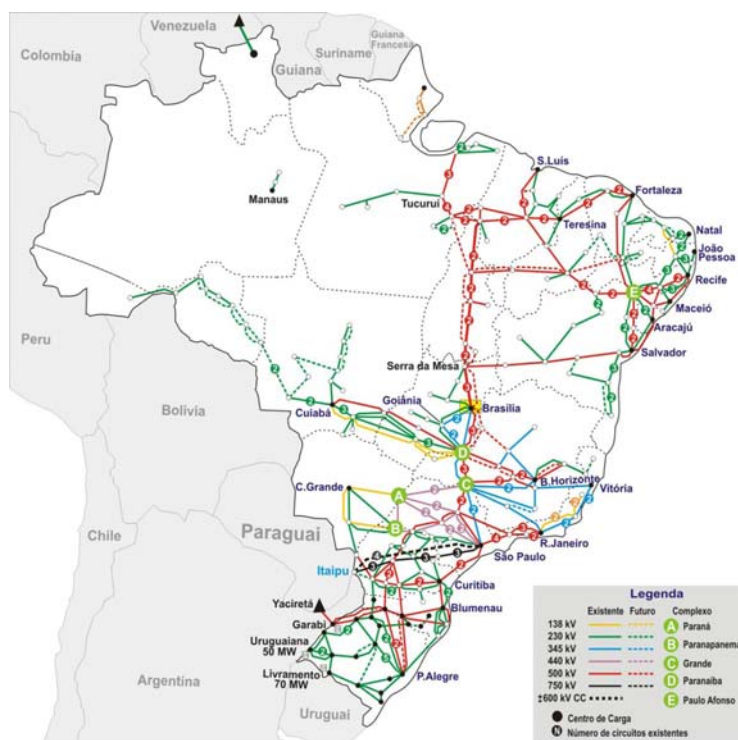 Venezuela
Colombia
Suriname
Guiana
Francesa
Guiana
S.Luis
Manaus
Tucuruí
Fortaleza
Teresina
Natal
João
Pessoa
Recife
E
Maceió
Aracajú
Peru
Salvador
Serra da Mesa
Bolívia
Goiânia
Brasília
Cuiabá
D
C.Grande
A
C
B.Horizonte
Vitória
B
Chile
Paraguai
R.Janeiro
São Paulo
Itaipu
Curitiba
Yaciretá
Blumenau
Garabi
Uruguaiana
50 MW
Livramento
70 MW
P.Alegre
Argentina
Uruguai
Legenda
Existente Futuro Complexo
138 kV A Paraná
230 kV B Paranapanema
345 kV
440 kV C Grande
500 kV D Paranaiba
750 kV
±600 kV CC E Paulo Afonso
Centro de Carga
N Número de circuitos existentes